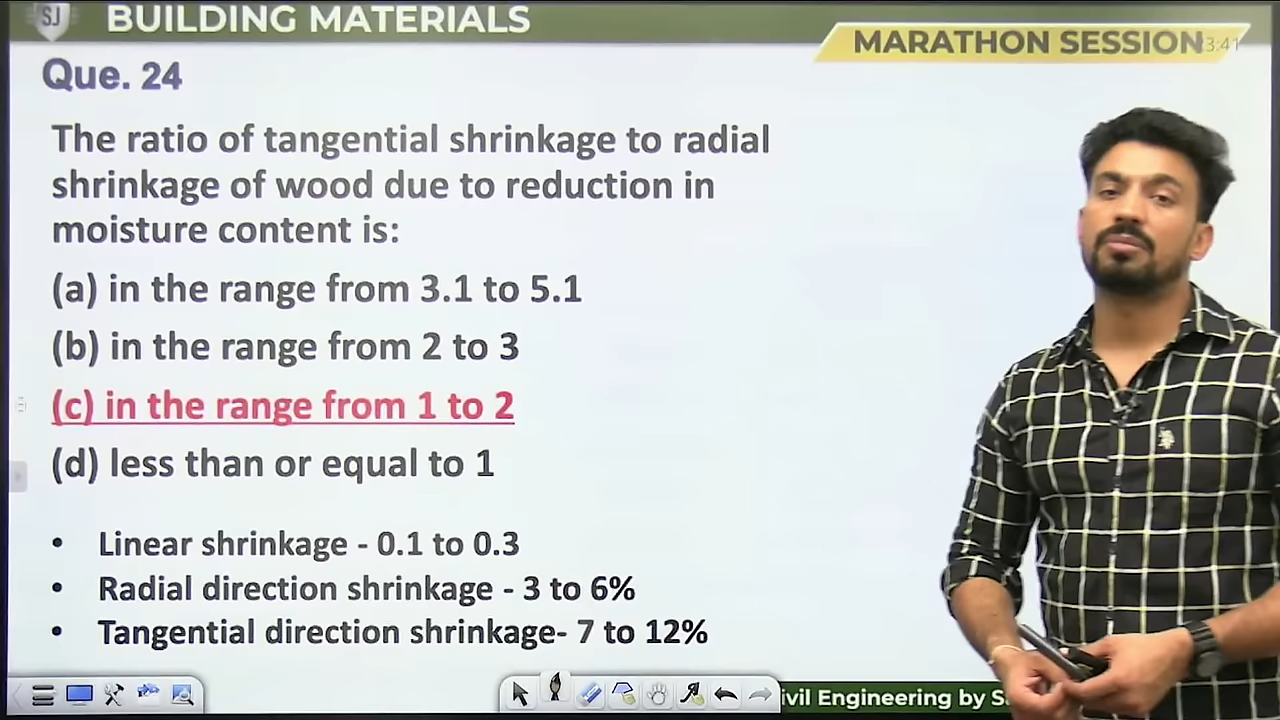 SJ
BUILDING MATERIALS
MARATHON SESSION
3:41
Que. 24
The ratio of tangential shrinkage to radial
shrinkage of wood due to reduction in
moisture content is:
(a) in the range from 3.1 to 5.1
(b) in the range from 2 to 3
(c) in the range from 1 to 2
(d) less than or equal to 1
• Linear shrinkage - 0.1 to 0.3
• Radial direction shrinkage - 3 to 6%
• Tangential direction shrinkage- 7 to 12%
ivil Engineering by S